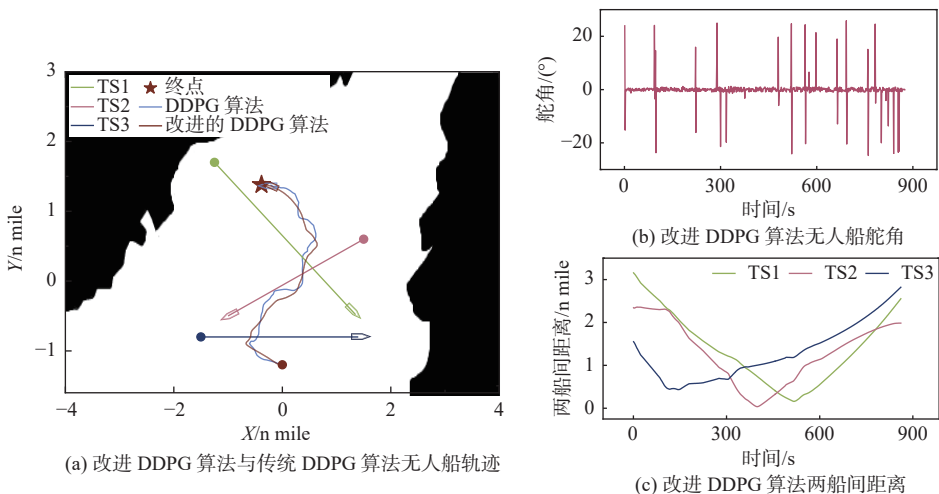 3
2
1
0
−1
Y/n mile
TS1
TS2
TS3
终点
DDPG 算法
改进的 DDPG 算法
−4
−2
0
2
4
X/n mile
(a) 改进 DDPG 算法与传统 DDPG 算法无人船轨迹
20
0
−20
舵角/(°)
0
300
600
900
时间/s
(b) 改进 DDPG 算法无人船舵角
3
2
1
0
两船间距离/n mile
TS1
TS2
TS3
0
300
600
900
时间/s
(c) 改进 DDPG 算法两船间距离